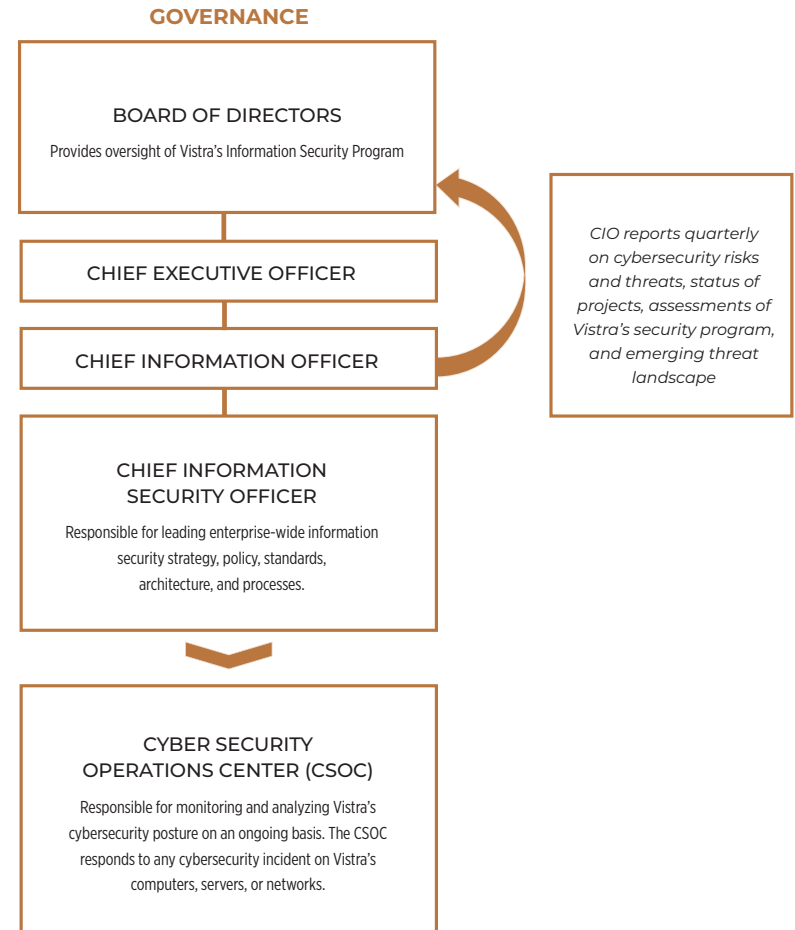 GOVERNANCE
BOARD OF DIRECTORS
Provides oversight of Vistra’s Information Security Program
CHIEF EXECUTIVE OFFICER
CHIEF INFORMATION OFFICER
CIO reports quarterly
on cybersecurity risks
and threats, status of
projects, assessments of
Vistra’s security program,
and emerging threat
landscape
CHIEF INFORMATION
SECURITY OFFICER
Responsible for leading enterprise-wide information
security strategy, policy, standards,
architecture, and processes.
CYBER SECURITY
OPERATIONS CENTER (CSOC)
Responsible for monitoring and analyzing Vistra’s
cybersecurity posture on an ongoing basis. The CSOC
responds to any cybersecurity incident on Vistra’s
computers, servers, or networks.